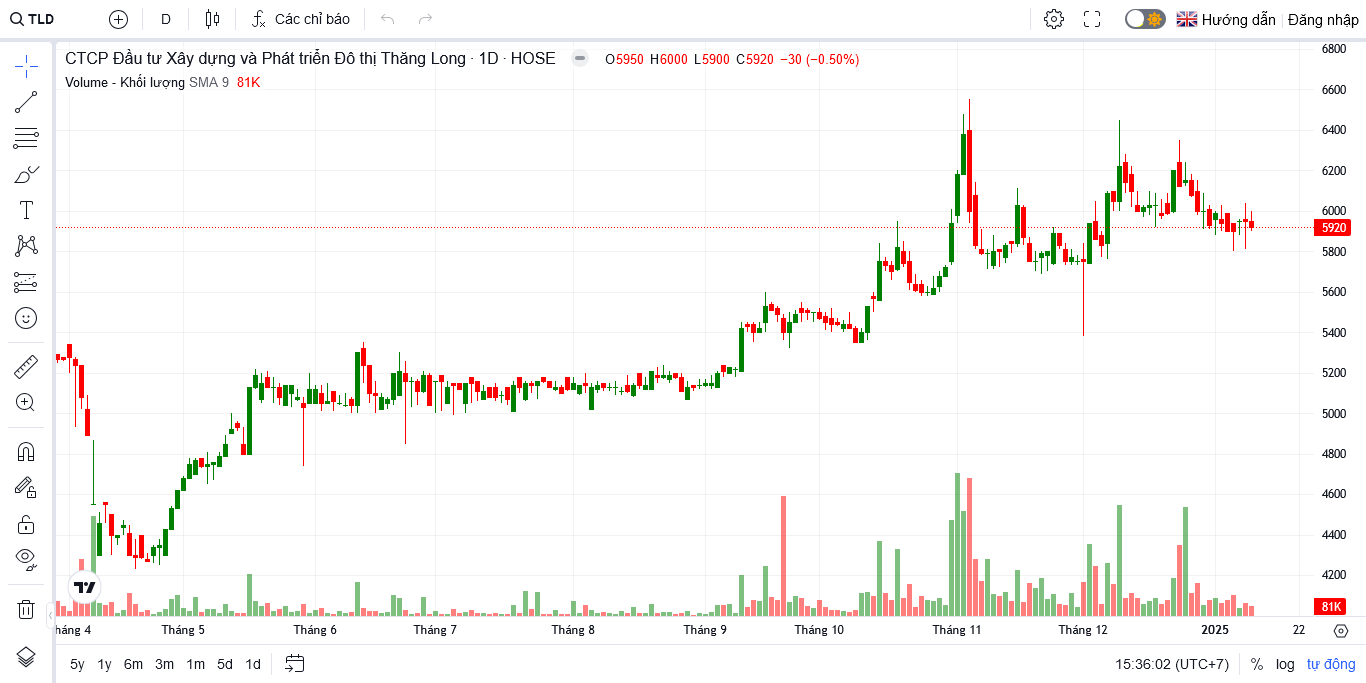 TLD D Các chỉ báo Hướng dẫn Đăng nhập
CTCP Đầu tư Xây dựng và Phát triển Đô thị Thăng Long · 1D · HOSE O5950 H6000 L5900 C5920 −30 (−0.50%)
Volume - Khối lượng SMA 9 81K
6800
6600
6400
6200
6000
5920
5800
5600
5400
5200
5000
4800
4600
4400
4200
81K
háng 4 Tháng 5 Tháng 6 Tháng 7 Tháng 8 Tháng 9 Tháng 10 Tháng 11 Tháng 12 2025 22
5y 1y 6m 3m 1m 5d 1d 15:36:02 (UTC+7) % log tự động